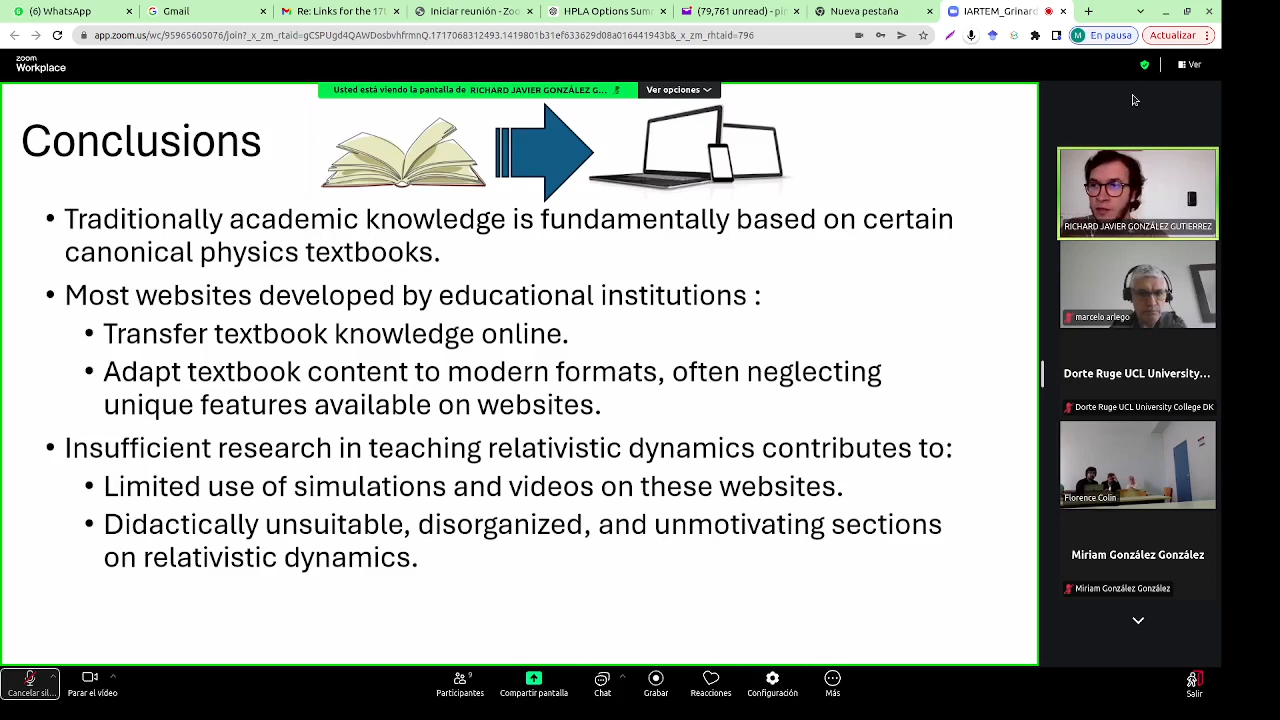 (6) WhatsApp
Gmail
Re: Links for the 17t
Iniciar reunión - Zoo
HPLA Options Sum
(79,761 unread) - pi
Nueva pestaña
IARTEM_Grinard
app.zoom.us/wc/95965605076/join?_x_zm_rtaid=gCSPUgd4QAWVDPZbvhfrmnQ.1717068312493.1419801b31ef633629d08a016441943b&_x_zm_rhtaid=796
M En pausa
Actualizar
zoom
Workplace
Ver
Usted está viendo la pantalla de RICHARD JAVIER GONZÁLEZ G...
Ver opciones
Conclusions
• Traditionally academic knowledge is fundamentally based on certain
canonical physics textbooks.
• Most websites developed by educational institutions :
• Transfer textbook knowledge online.
• Adapt textbook content to modern formats, often neglecting
unique features available on websites.
• Insufficient research in teaching relativistic dynamics contributes to:
• Limited use of simulations and videos on these websites.
• Didactically unsuitable, disorganized, and unmotivating sections
on relativistic dynamics.
RICHARD JAVIER GONZÁLEZ GUTIERREZ
marcelo arlego
Dorte Ruge UCL University...
Dorte Ruge UCL University College DK
Florence Colin
Miriam González González
Miriam González González
Cancelar sil...
Parar el vídeo
9
Participantes
Compartir pantalla
Chat
Grabar
Reacciones
Configuración
Más
Salir